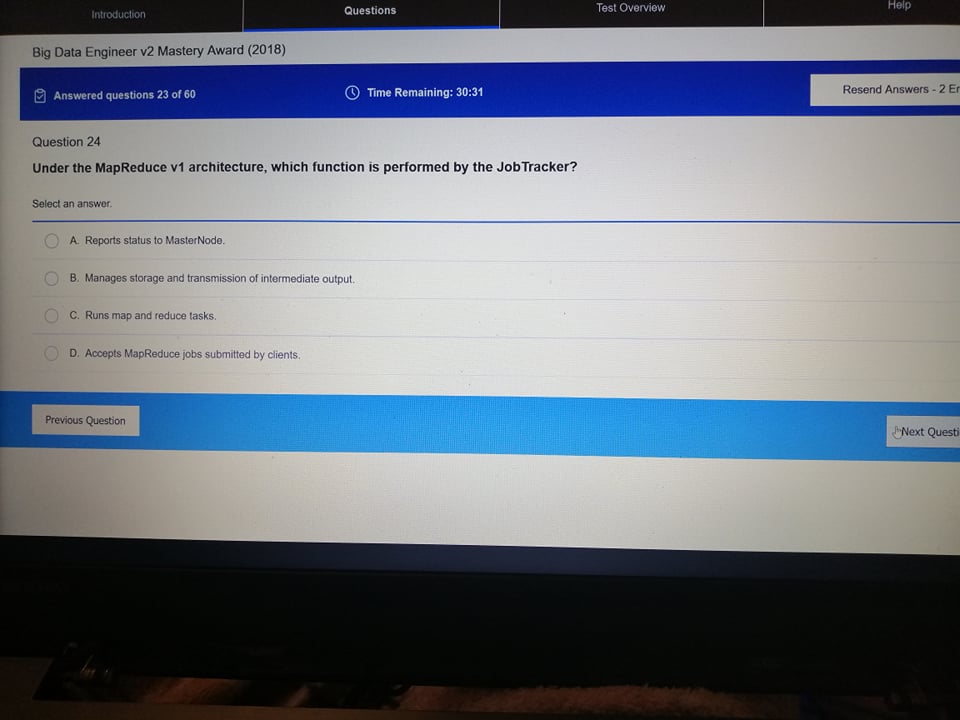 Introduction
Questions
Test Overview
Help
Big Data Engineer v2 Mastery Award (2018)
Answered questions 23 of 60
Time Remaining: 30:31
Resend Answers - 2
Question 24
Under the MapReduce v1 architecture, which function is performed by the JobTracker?
Select an answer.
A. Reports status to MasterNode.
B. Manages storage and transmission of intermediate output.
C. Runs map and reduce tasks.
D. Accepts MapReduce jobs submitted by clients.
Previous Question
Next Questi